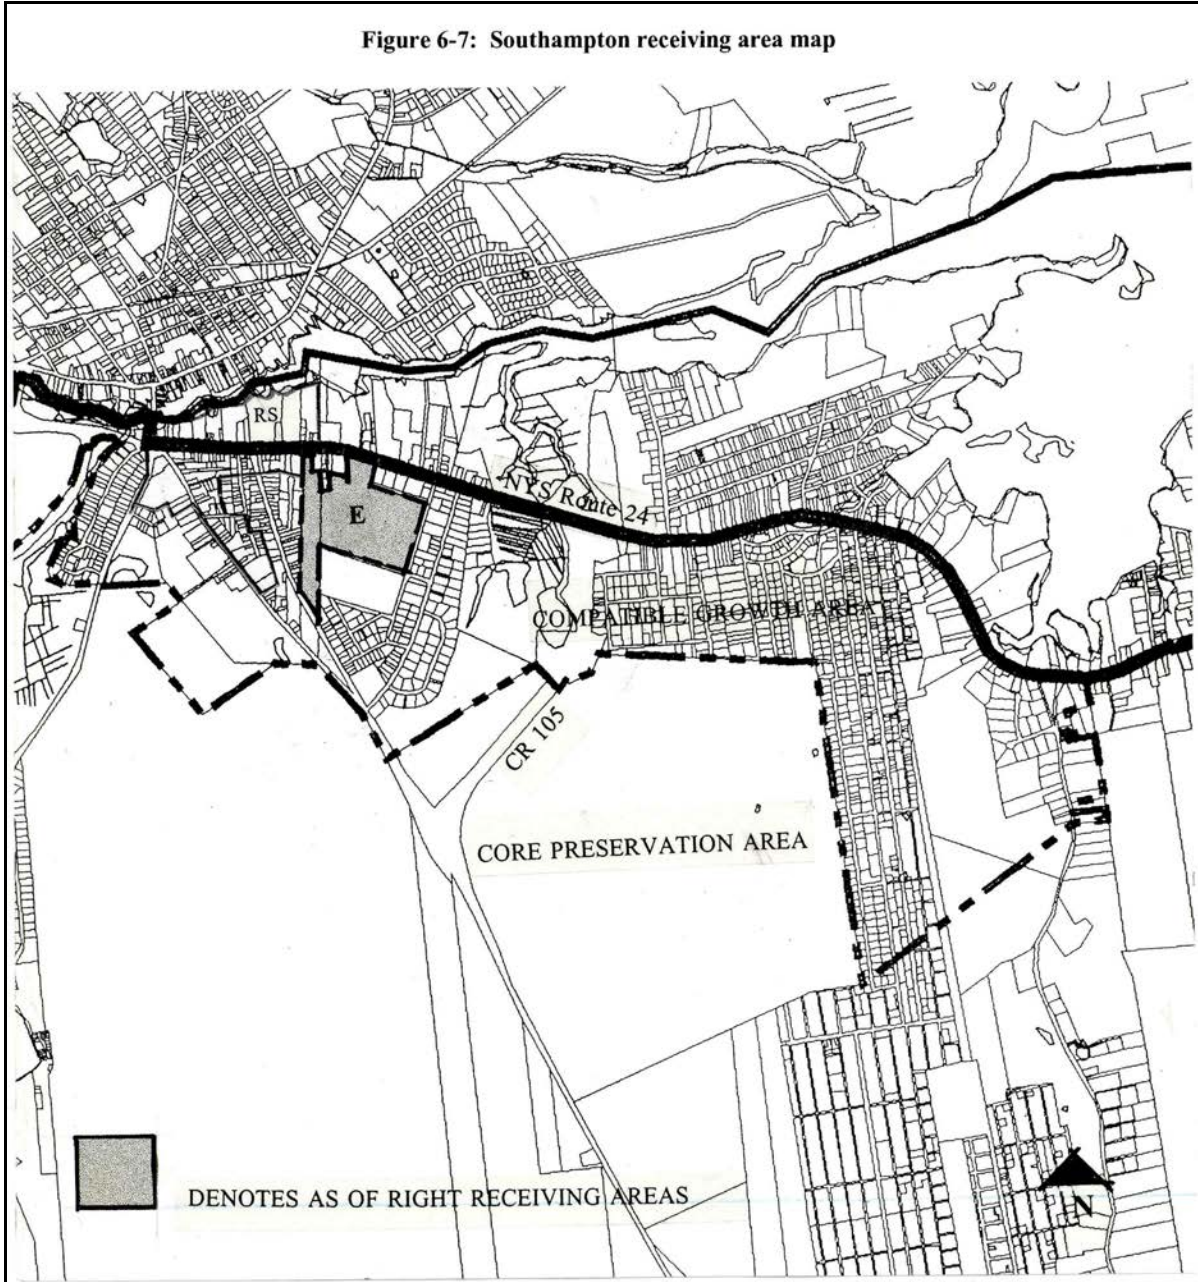 Figure 6-7: Southampton receiving area map
RS
E
NYS Route 24
COMPATIBLE GROWTH AREA
CR 105
CORE PRESERVATION AREA
DENOTES AS OF RIGHT RECEIVING AREAS
N